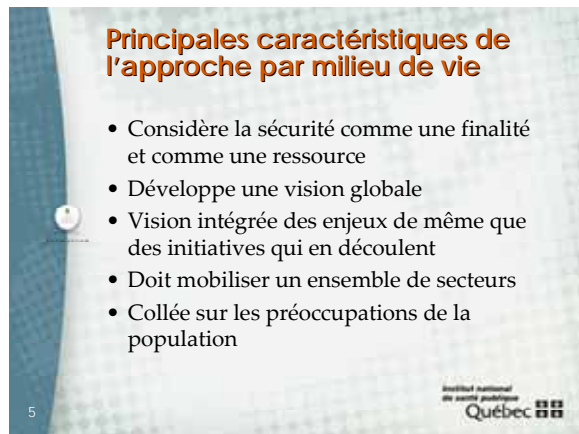 Principales caractéristiques de
l'approche par milieu de vie
• Considère la sécurité comme une finalité
et comme une ressource
• Développe une vision globale
• Vision intégrée des enjeux de même que
des initiatives qui en découlent
• Doit mobiliser un ensemble de secteurs
• Collée sur les préoccupations de la
population
institut national
de santé publique
Québec
5